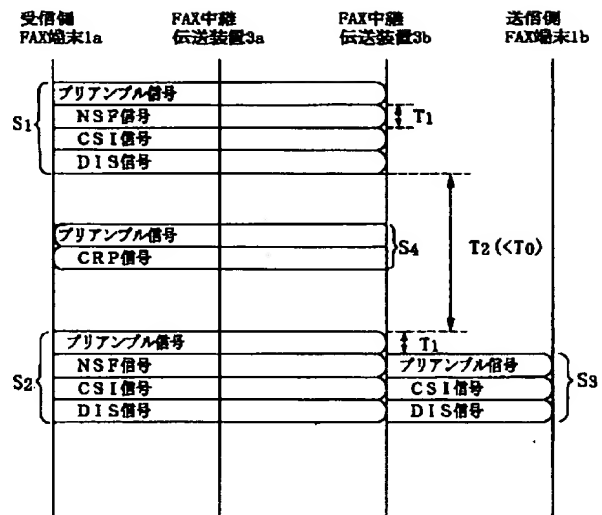 受信側
FAX端末1a
FAX中継
伝送装置3a
FAX中継
伝送装置3b
送信側
FAX端末1b
S1
プリアンブル信号
NSF信号
CSI信号
DIS信号
T1
プリアンブル信号
CRP信号
S4
T2(<T0)
S2
プリアンブル信号
NSF信号
CSI信号
DIS信号
T1
プリアンブル信号
CSI信号
DIS信号
S3